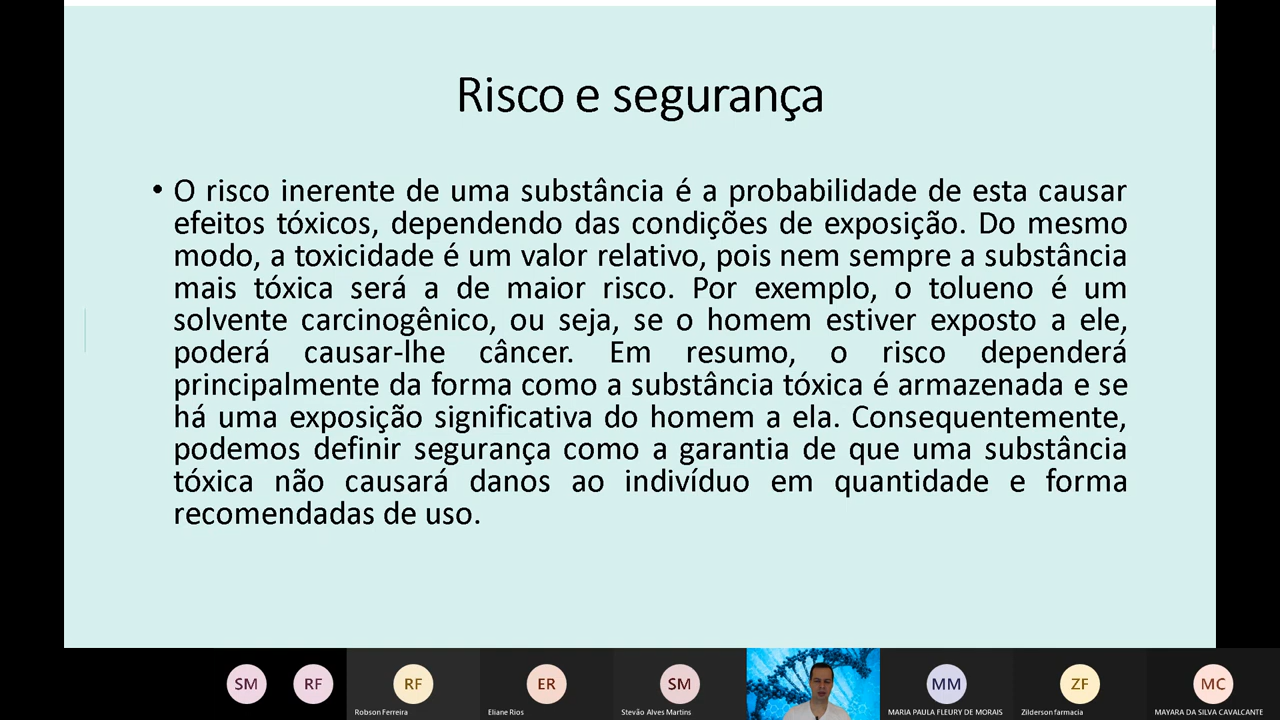 Risco e segurança
• O risco inerente de uma substância é a probabilidade de esta causar
efeitos tóxicos, dependendo das condições de exposição. Do mesmo
modo, a toxicidade é um valor relativo, pois nem sempre a substância
mais tóxica será a de maior risco. Por exemplo, o tolueno é um
solvente carcinogênico, ou seja, se o homem estiver exposto a ele,
poderá causar-lhe câncer. Em resumo, o risco dependerá
principalmente da forma como a substância tóxica é armazenada e se
há uma exposição significativa do homem a ela. Consequentemente,
podemos definir segurança como a garantia de que uma substância
tóxica não causará danos ao indivíduo em quantidade e forma
recomendadas de uso.
SM RF RF ER SM MM ZF MC
Robson Ferreira Eliane Rios Stevão Alves Martins MARIA PAULA FLEURY DE MORAIS Zilderson farmacia MAYARA DA SILVA CAVALCANTE